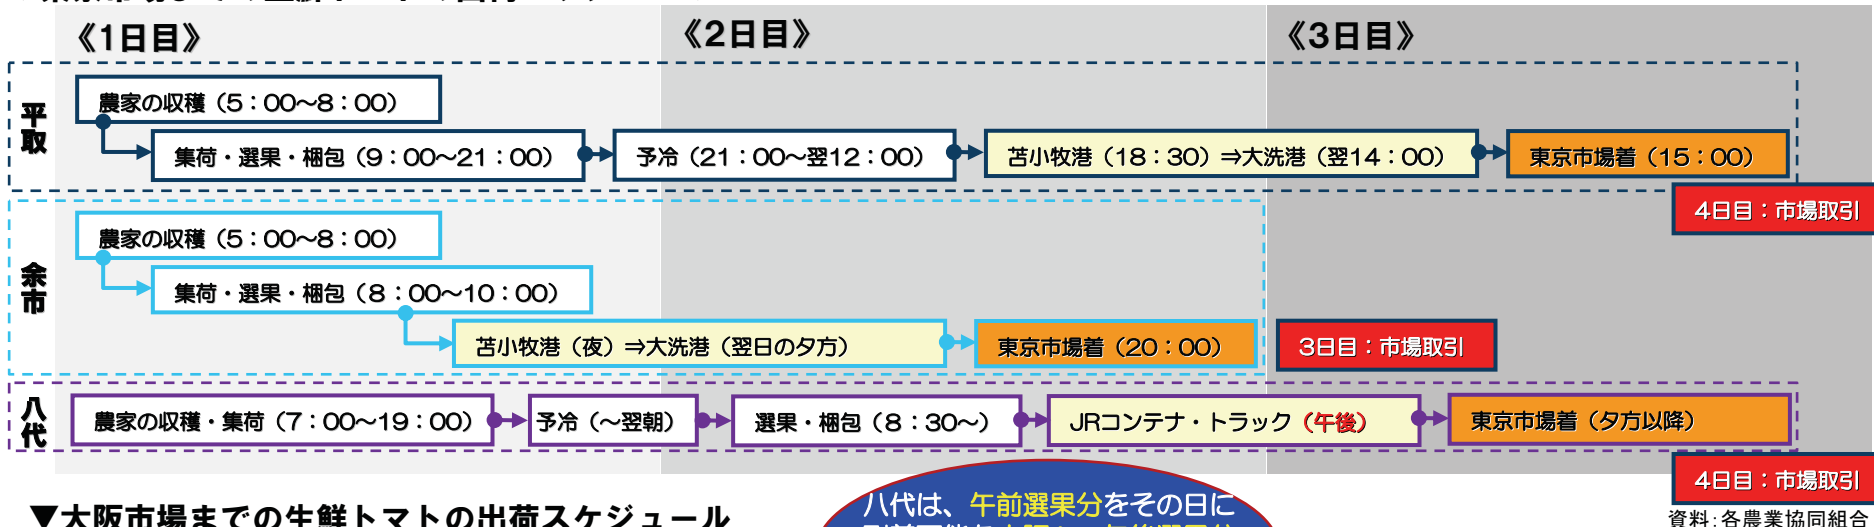 《1日目》
《2日目》
《3日目》
平取
農家の収穫（5：00～8：00）
集荷・選果・梱包（9：00～21：00）
予冷（21：00～翌12：00）
苫小牧港（18：30）⇒大洗港（翌14：00）
東京市場着（15：00）
4日目：市場取引
余市
農家の収穫（5：00～8：00）
集荷・選果・梱包（8：00～10：00）
苫小牧港（夜）⇒大洗港（翌日の夕方）
東京市場着（20：00）
3日目：市場取引
八代
農家の収穫・集荷（7：00～19：00）
予冷（～翌朝）
選果・梱包（8：30～）
JRコンテナ・トラック（午後）
東京市場着（夕方以降）
4日目：市場取引
資料：各農業協同組合
八代は、午前選果分をその日に
▼大阪市場までの生鮮トマトの出荷スケジュール